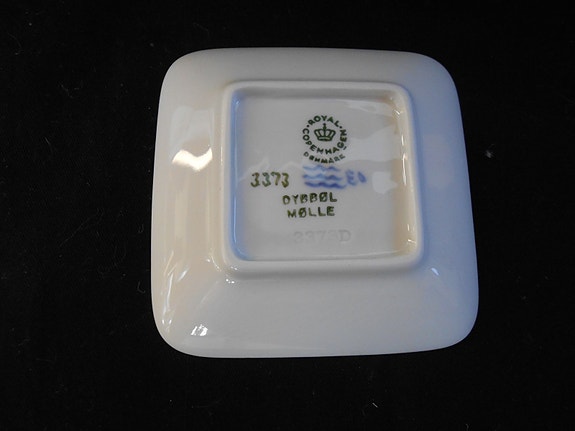 ROYAL
COPENHAGEN
DENMARK
3373
DYBBØL
MØLLE
3373D